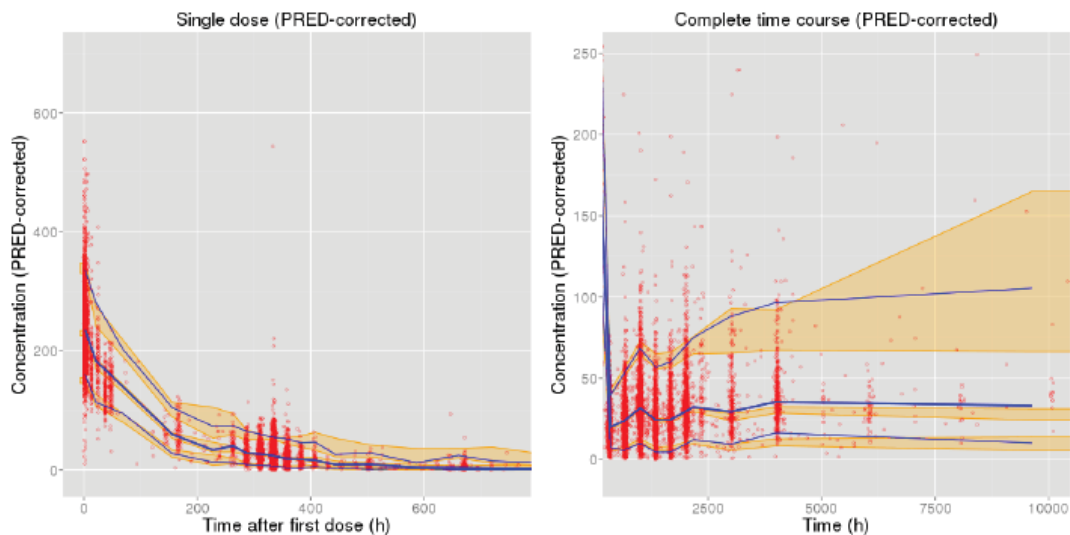 Single dose (PRED-corrected)
Concentration (PRED-corrected)
600
400
200
0
0 200 400 600
Time after first dose (h)
Complete time course (PRED-corrected)
Concentration (PRED-corrected)
250
200
150
100
50
0
2500 5000 7500 10000
Time (h)